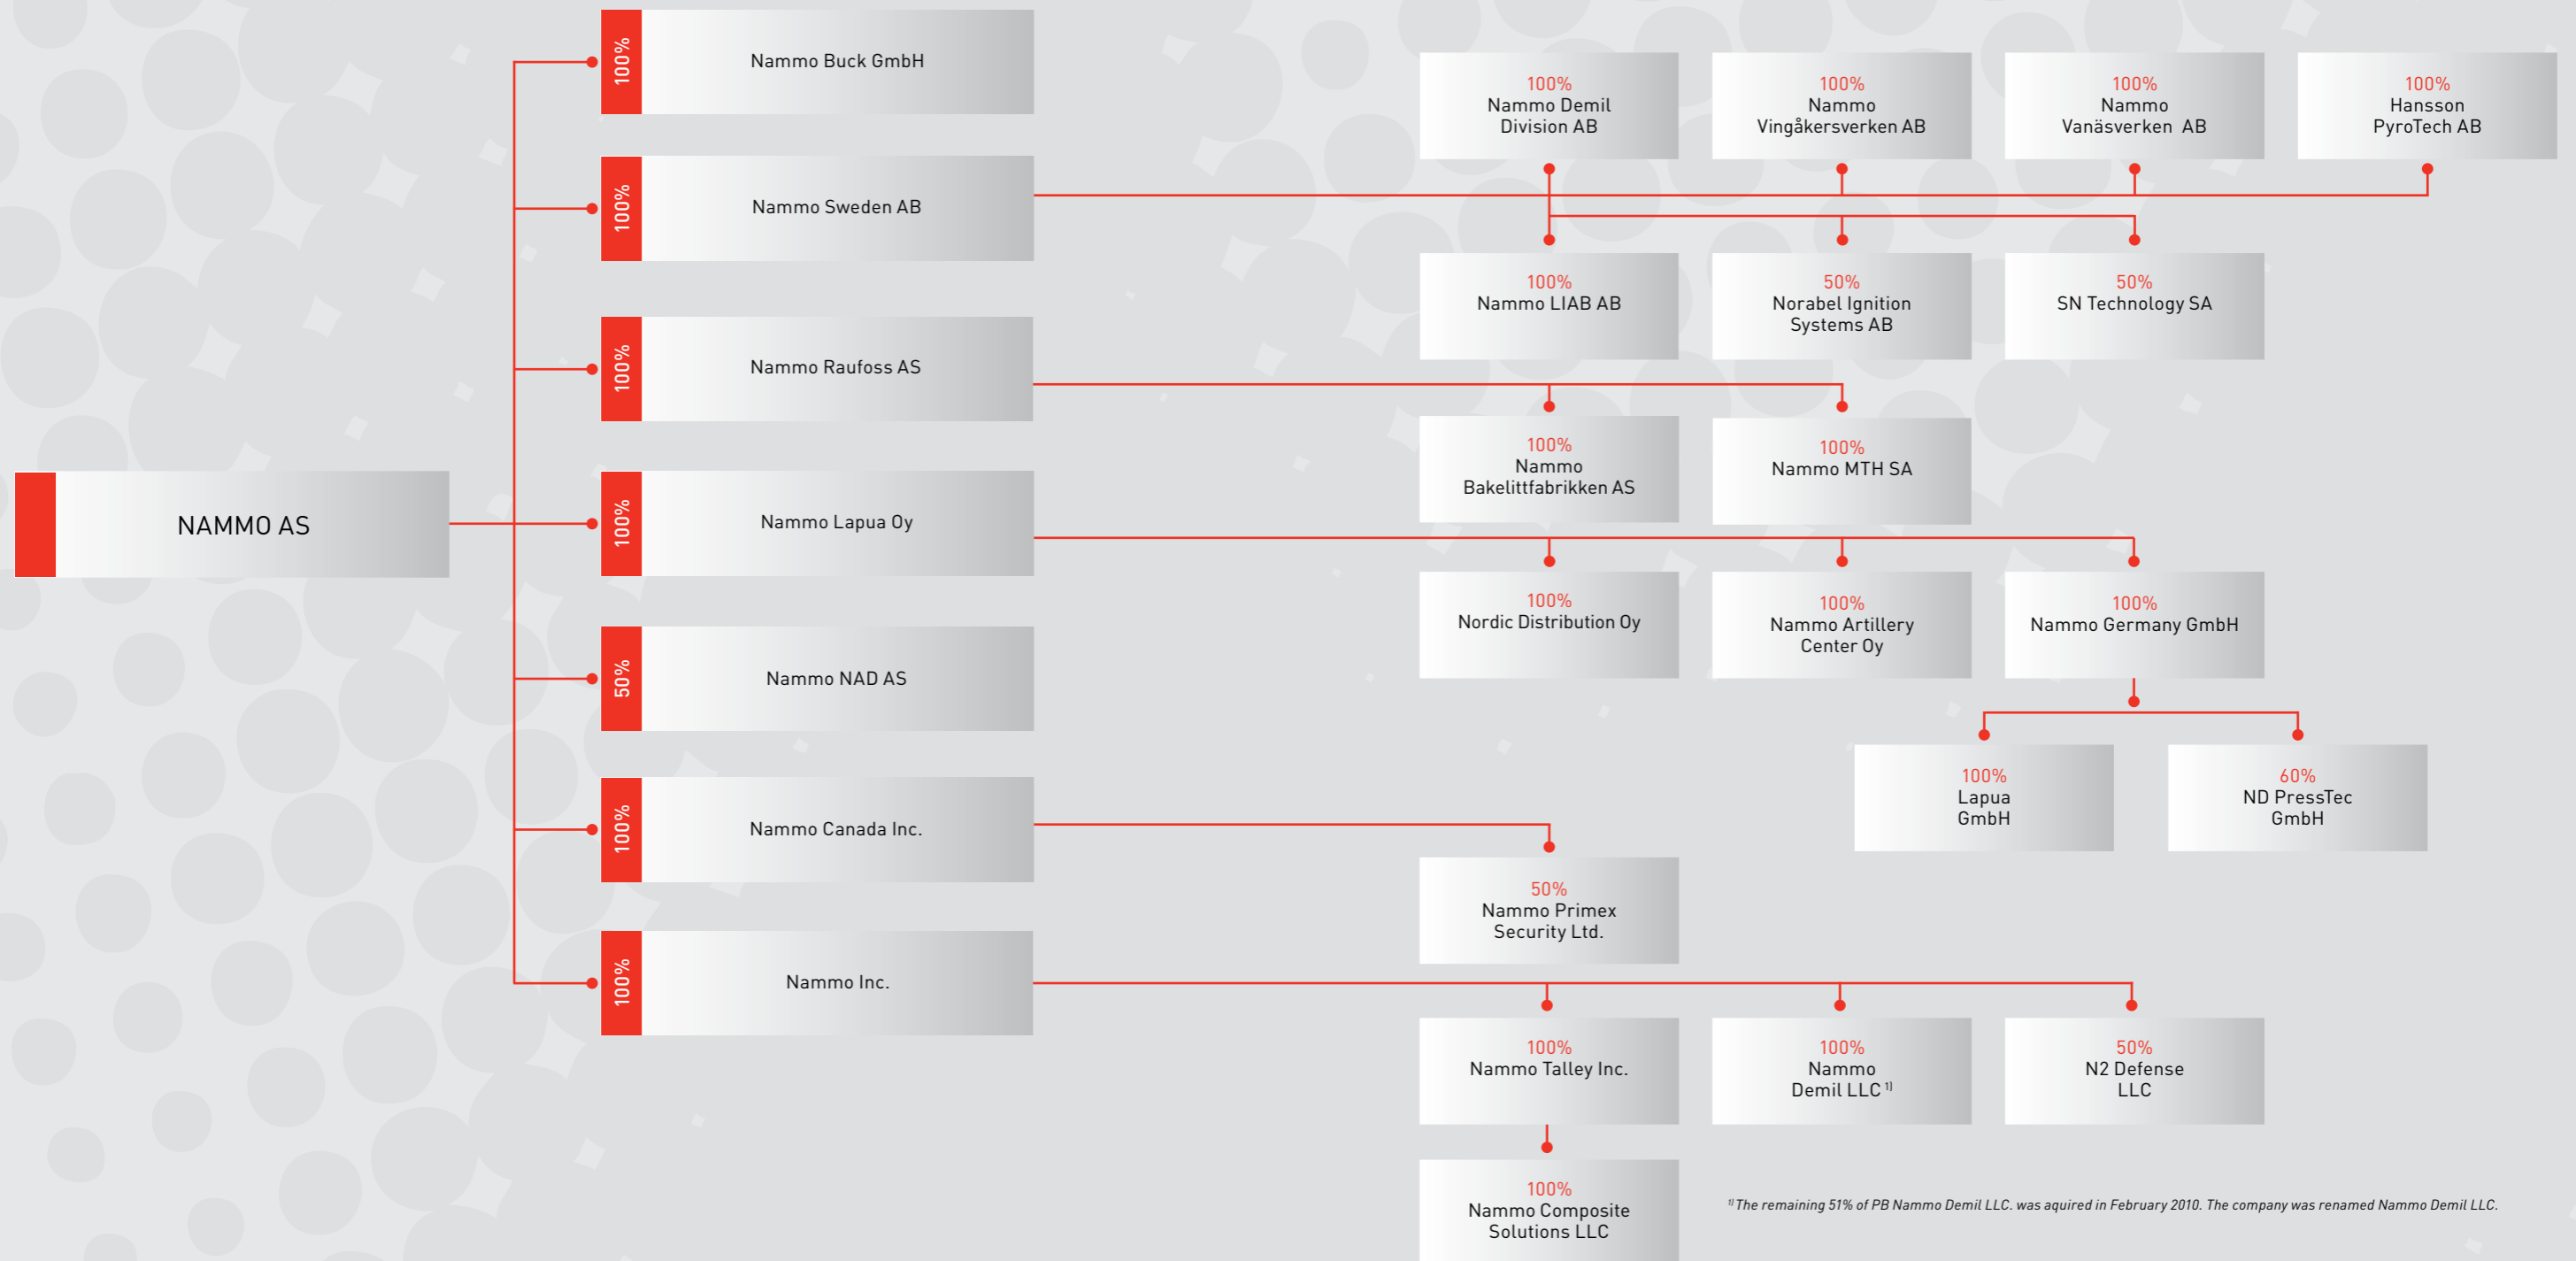 NAMMO AS
100%
Nammo Buck GmbH
100%
Nammo Sweden AB
100%
Nammo Raufoss AS
100%
Nammo Lapua Oy
50%
Nammo NAD AS
100%
Nammo Canada Inc.
100%
Nammo Inc.
100%
Nammo Demil
Division AB
100%
Nammo
Vingåkersverken AB
100%
Nammo
Vanäsverken AB
100%
Hansson
PyroTech AB
100%
Nammo LIAB AB
50%
Norabel Ignition
Systems AB
50%
SN Technology SA
100%
Nammo
Bakelittfabrikken AS
100%
Nammo MTH SA
100%
Nordic Distribution Oy
100%
Nammo Artillery
Center Oy
100%
Nammo Germany GmbH
100%
Lapua
GmbH
60%
ND PressTec
GmbH
50%
Nammo Primex
Security Ltd.
100%
Nammo Talley Inc.
100%
Nammo
Demil LLC 1)
50%
N2 Defense
LLC
100%
Nammo Composite
Solutions LLC
1) The remaining 51% of PB Nammo Demil LLC. was aquired in February 2010. The company was renamed Nammo Demil LLC.